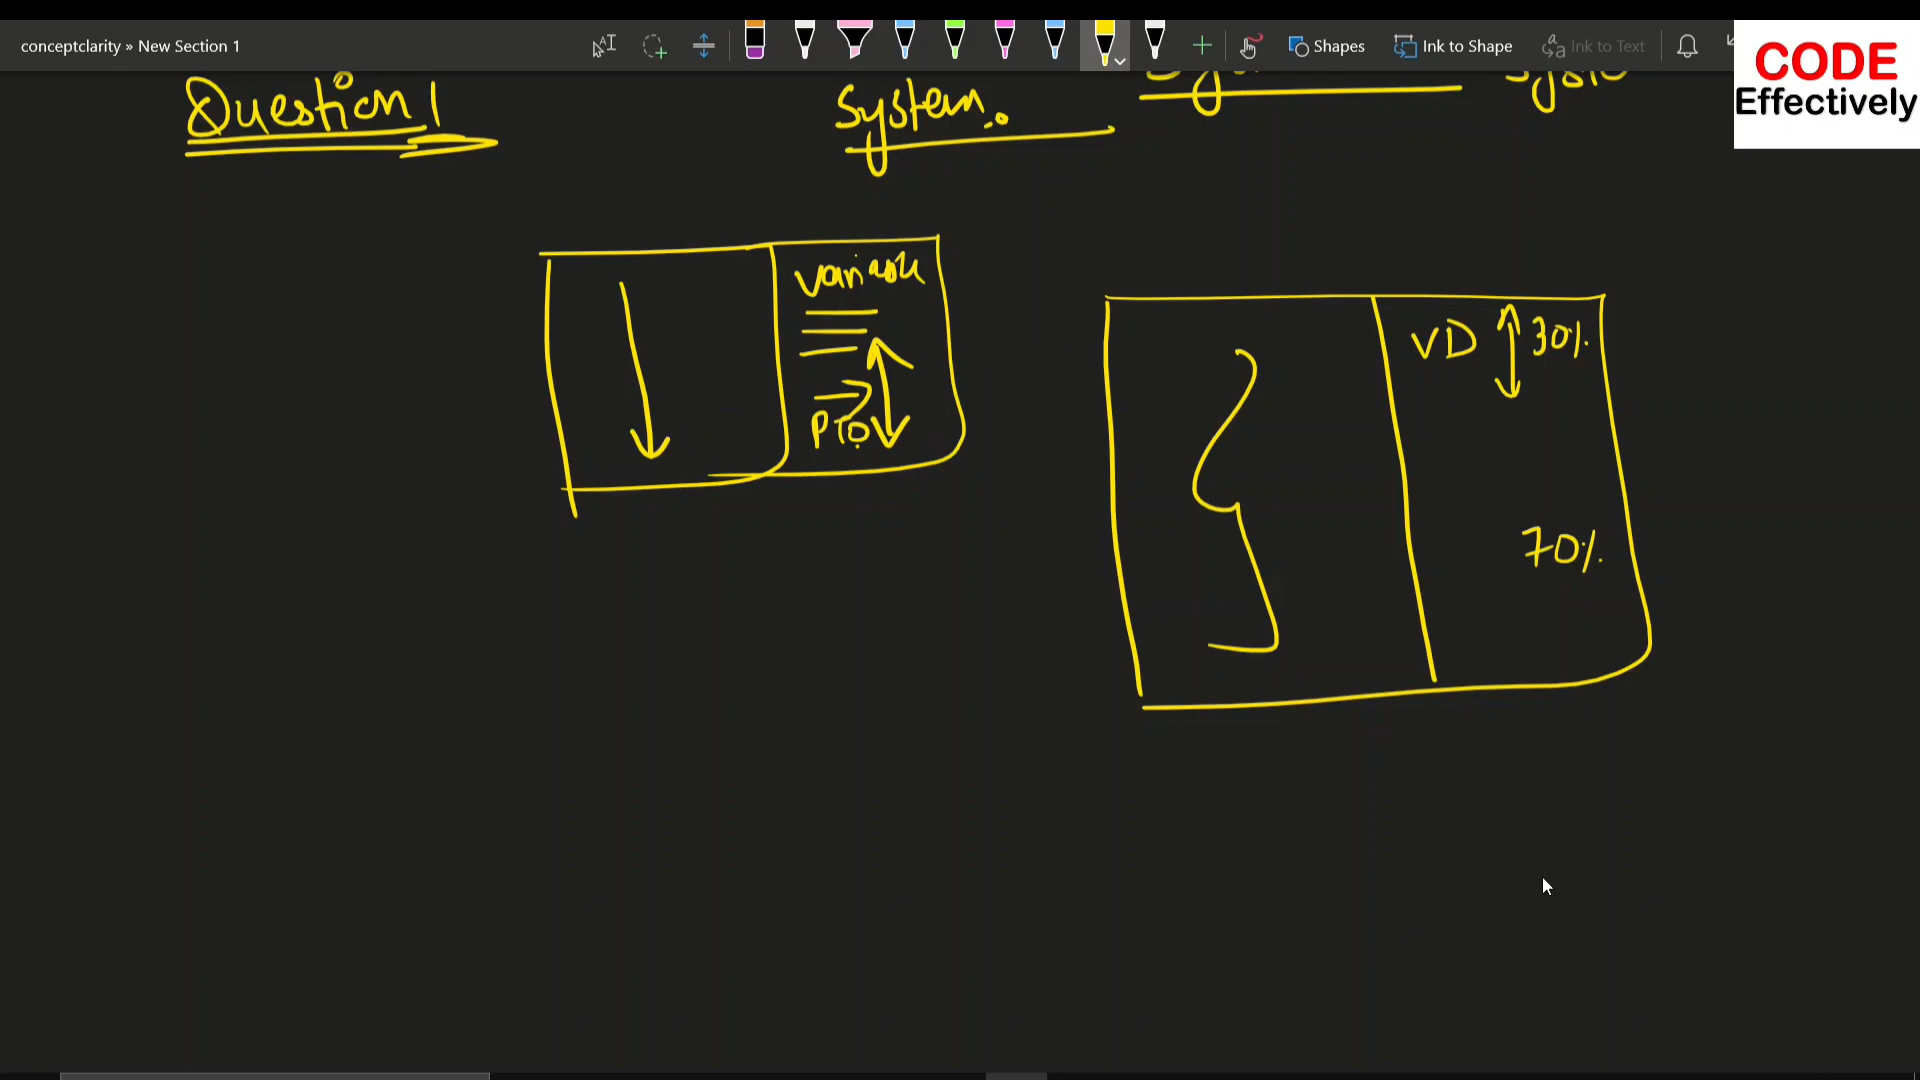 conceptclarity » New Section 1
Shapes
Ink to Shape
Ink to Text
CODE
Effectively
Question 1
System.
Variable
PTO
VD 30%.
70%.